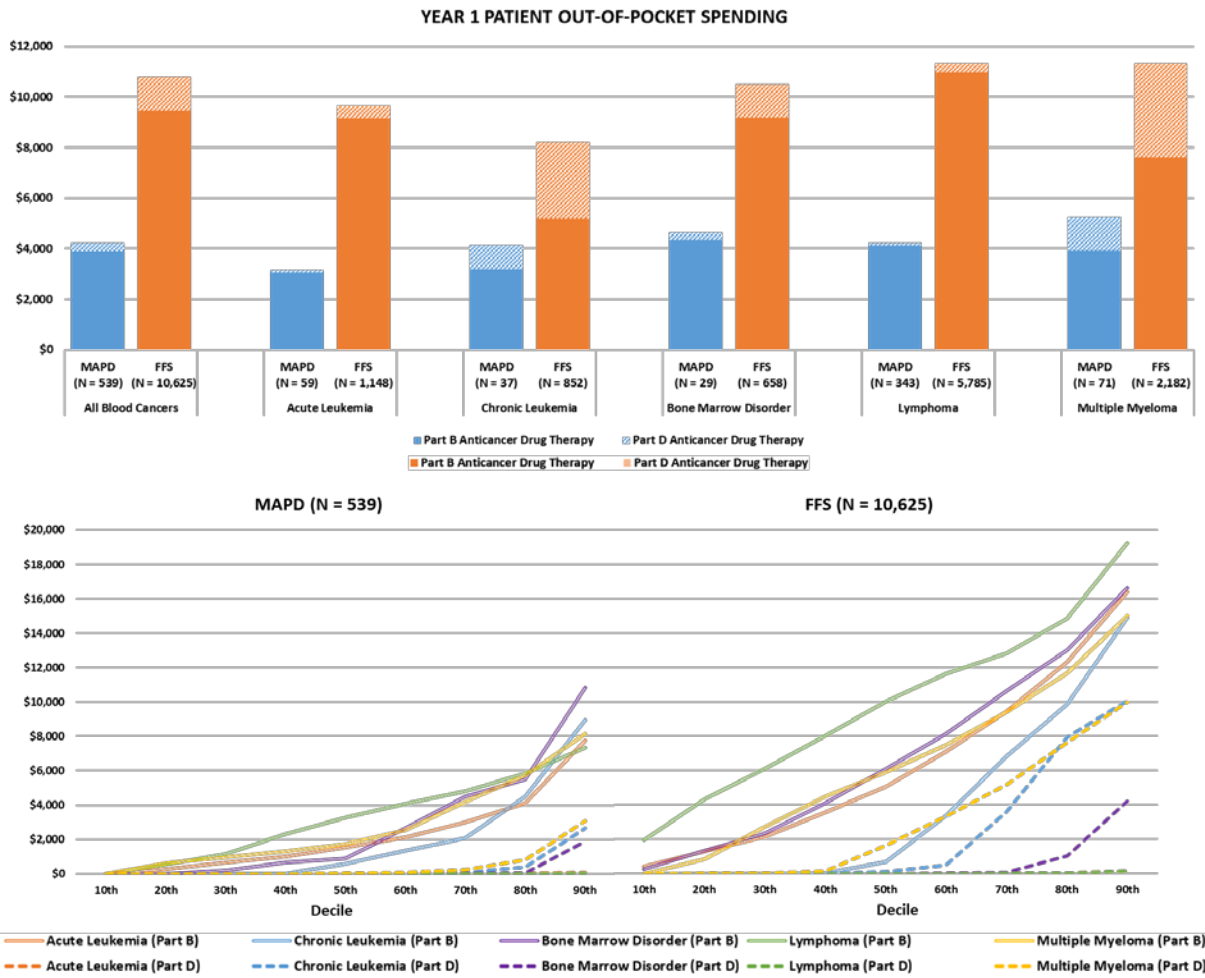 YEAR 1 PATIENT OUT-OF-POCKET SPENDING
$12,000
$10,000
$8,000
$6,000
$4,000
$2,000
$0
MAPD FFS MAPD FFS MAPD FFS MAPD FFS MAPD FFS MAPD FFS
(N = 539) (N = 10,625) (N = 59) (N = 1,148) (N = 37) (N = 852) (N = 29) (N = 658) (N = 343) (N = 5,785) (N = 71) (N = 2,182)
All Blood Cancers Acute Leukemia Chronic Leukemia Bone Marrow Disorder Lymphoma Multiple Myeloma
Part B Anticancer Drug Therapy Part D Anticancer Drug Therapy
Part B Anticancer Drug Therapy Part D Anticancer Drug Therapy
MAPD (N = 539) FFS (N = 10,625)
$20,000
$18,000
$16,000
$14,000
$12,000
$10,000
$8,000
$6,000
$4,000
$2,000
$0
10th 20th 30th 40th 50th 60th 70th 80th 90th 10th 20th 30th 40th 50th 60th 70th 80th 90th
Decile Decile
Acute Leukemia (Part B) Chronic Leukemia (Part B) Bone Marrow Disorder (Part B) Lymphoma (Part B) Multiple Myeloma (Part B)
Acute Leukemia (Part D) Chronic Leukemia (Part D) Bone Marrow Disorder (Part D) Lymphoma (Part D) Multiple Myeloma (Part D)